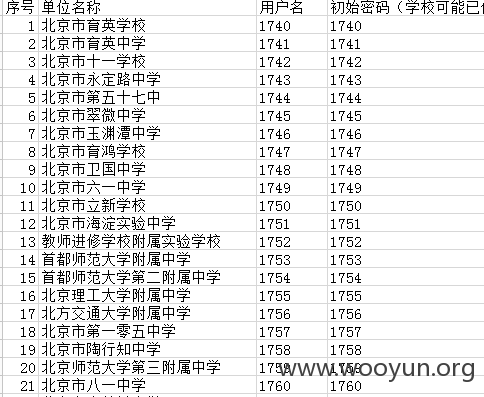 序号 单位名称 用户名 初始密码（学校可能已
1 北京市育英学校 1740 1740
2 北京市育英中学 1741 1741
3 北京市十一学校 1742 1742
4 北京市永定路中学 1743 1743
5 北京市第五十七中 1744 1744
6 北京市翠微中学 1745 1745
7 北京市玉渊潭中学 1746 1746
8 北京市育鸿学校 1747 1747
9 北京市卫国中学 1748 1748
10 北京市六一中学 1749 1749
11 北京市立新学校 1750 1750
12 北京市海淀实验中学 1751 1751
13 教师进修学校附属实验学校 1752 1752
14 首都师范大学附属中学 1753 1753
15 首都师范大学第二附属中学 1754 1754
16 北京理工大学附属中学 1755 1755
17 北方交通大学附属中学 1756 1756
18 北京市第一零五中学 1757 1757
19 北京市陶行知中学 1758 1758
20 北京师范大学第三附属中学 1759 1759
21 北京市八一中学 1760 1760
www.wooyun.org